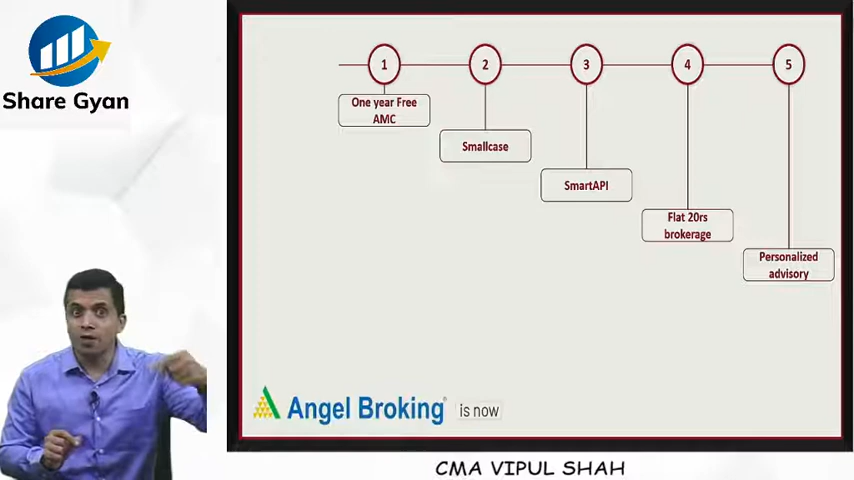 Share Gyan
1
2
3
4
5
One year Free
AMC
Smallcase
SmartAPI
Flat 20rs
brokerage
Personalized
advisory
Angel Broking
is now
CMA VIPUL SHAH